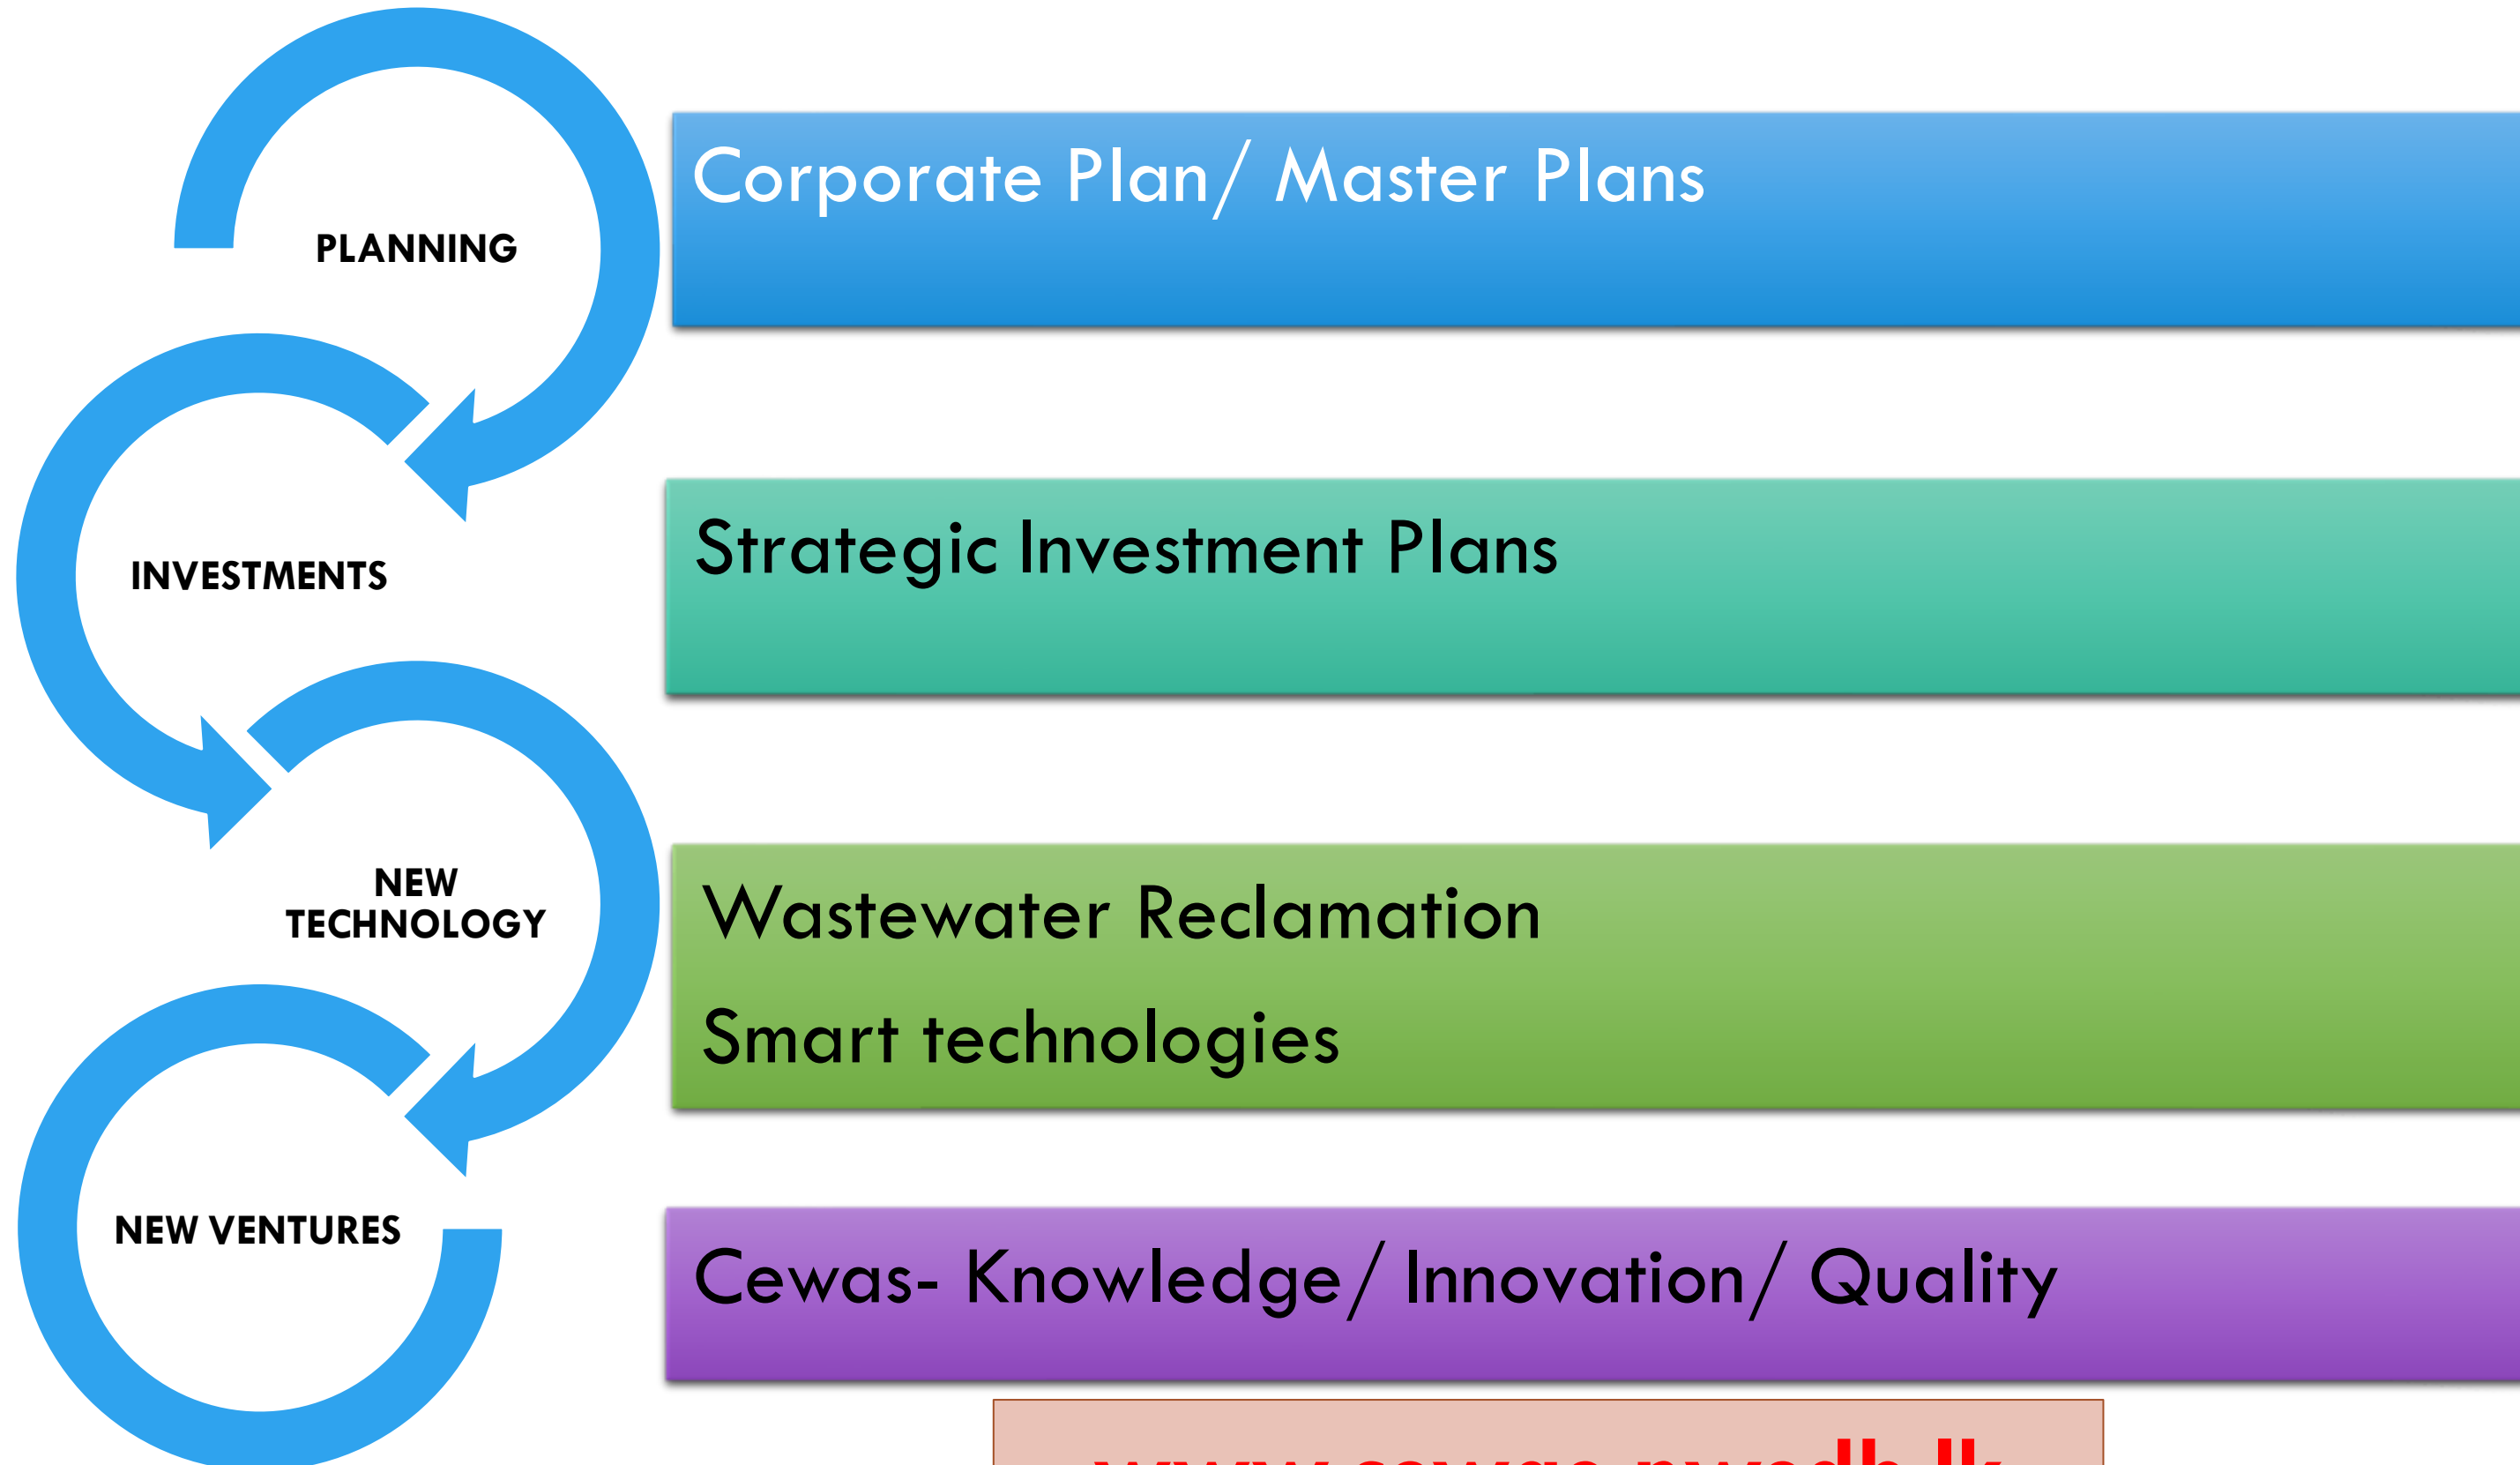 PLANNING
Corporate Plan/ Master Plans
INVESTMENTS
Strategic Investment Plans
NEW
TECHNOLOGY
Wastewater Reclamation
Smart technologies
NEW VENTURES
Cewas- Knowledge/ Innovation/ Quality